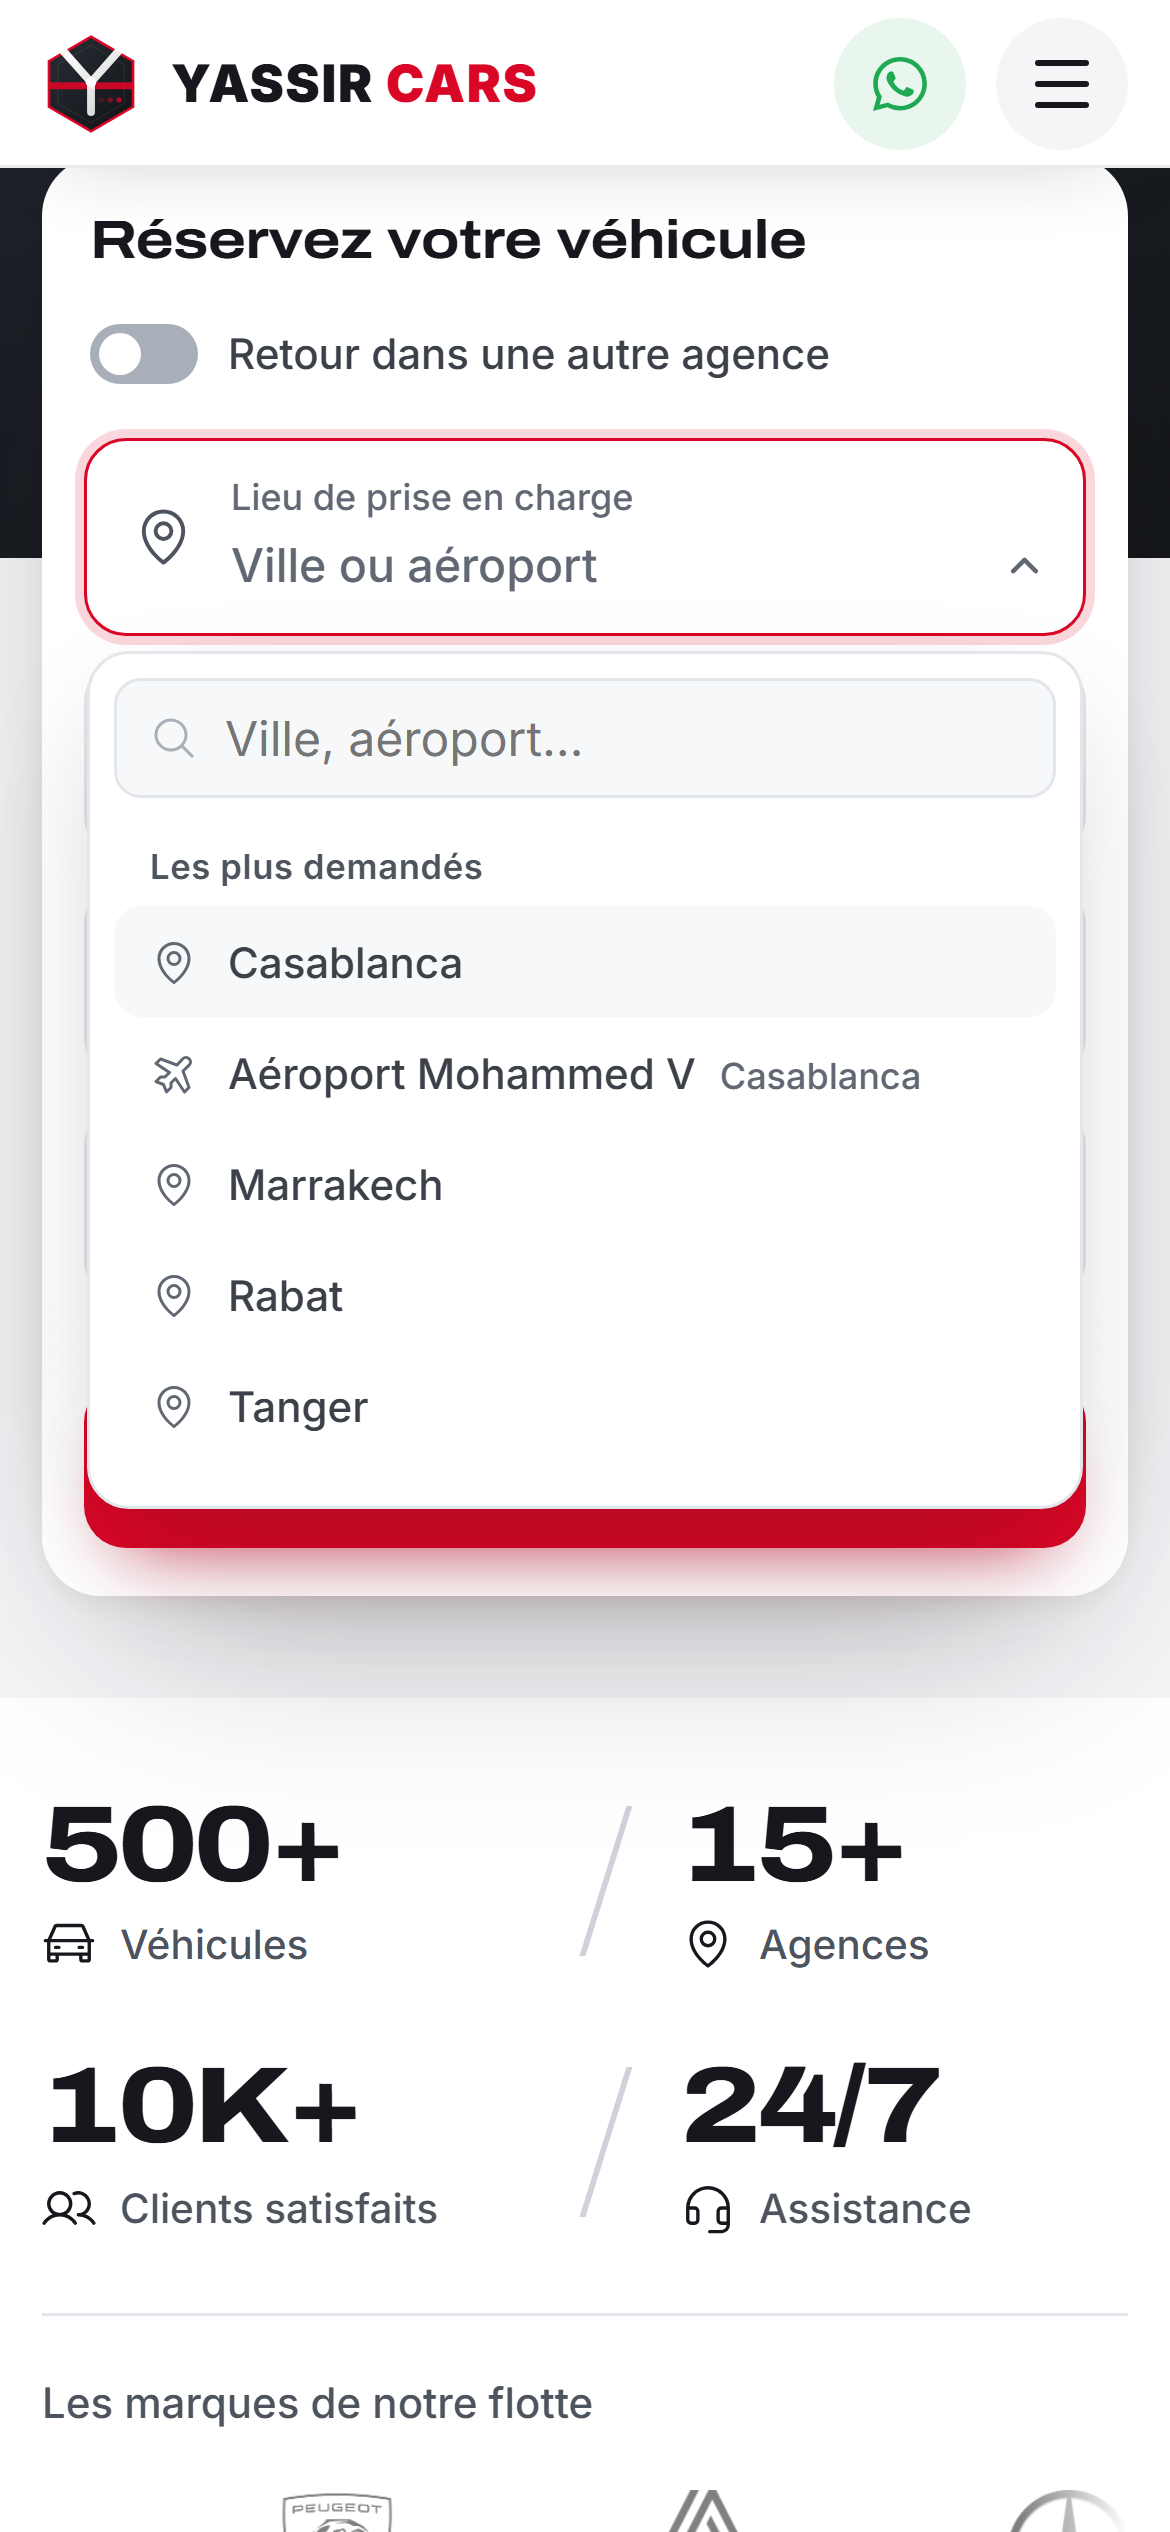 YASSIR CARS
Réservez votre véhicule
Retour dans une autre agence
Lieu de prise en charge
Ville ou aéroport
Ville, aéroport...
Les plus demandés
Casablanca
Aéroport Mohammed V Casablanca
Marrakech
Rabat
Tanger
500+
Véhicules
15+
Agences
10K+
Clients satisfaits
24/7
Assistance
Les marques de notre flotte
PEUGEOT